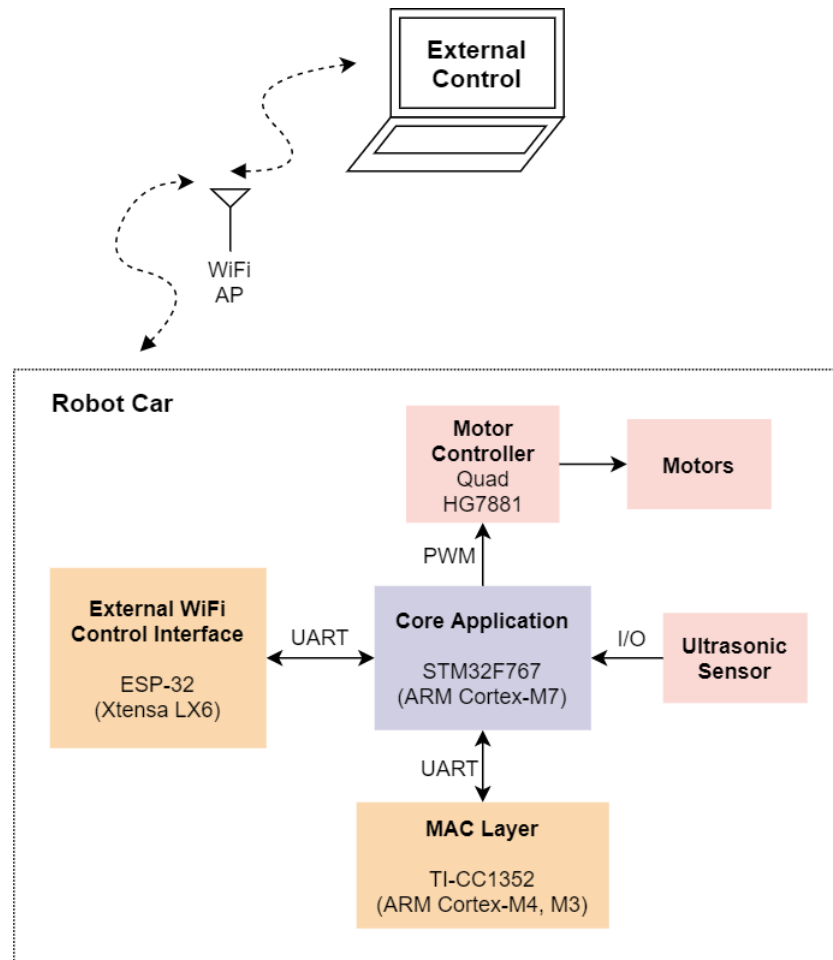 External
Control
WiFi
AP
Robot Car
Motor
Controller
Quad
HG7881
Motors
PWM
External WiFi
Control Interface
ESP-32
(Xtensa LX6)
UART
Core Application
STM32F767
(ARM Cortex-M7)
I/O
Ultrasonic
Sensor
UART
MAC Layer
TI-CC1352
(ARM Cortex-M4, M3)